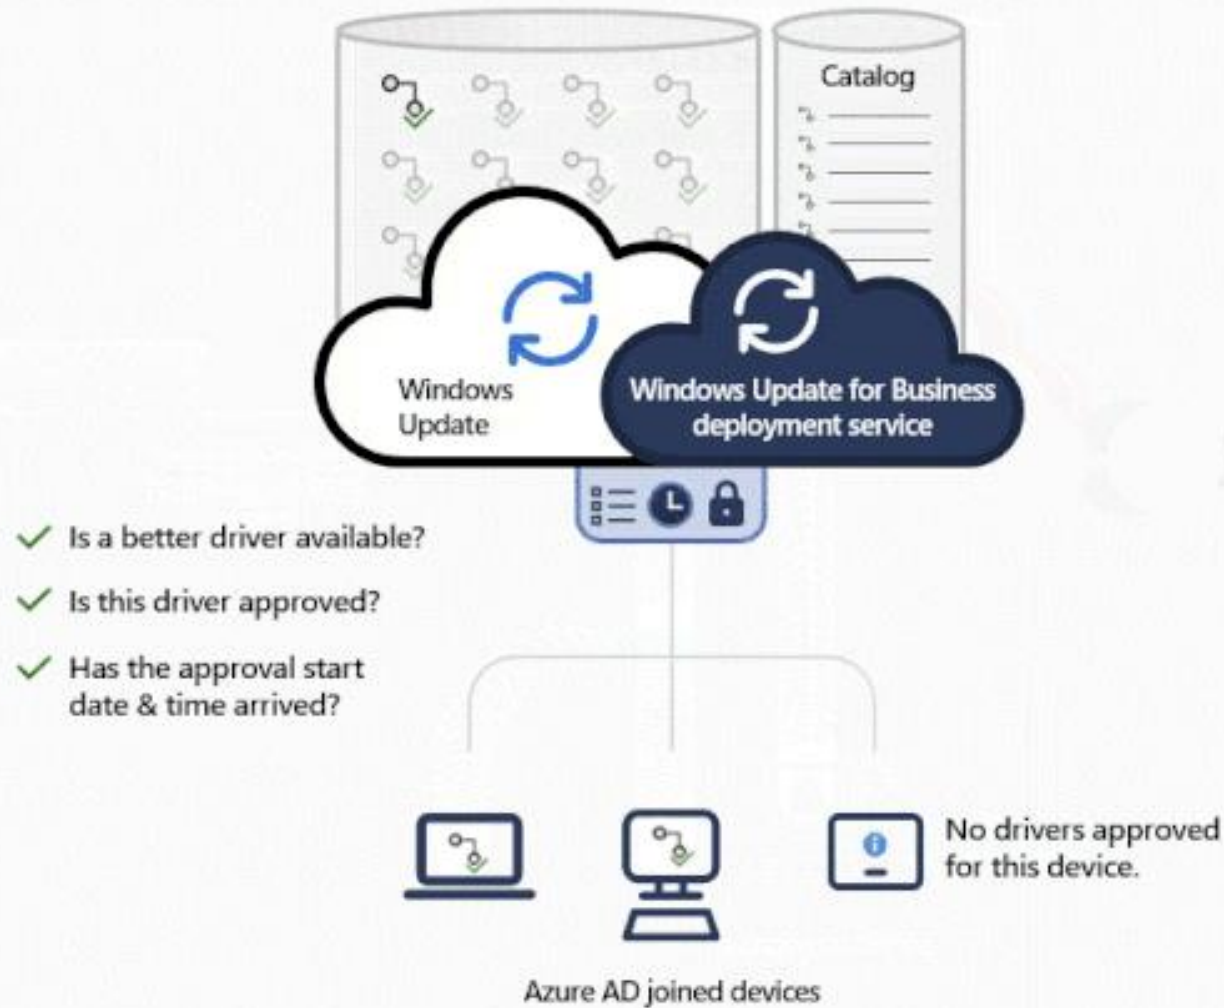 Catalog
Windows
Update
Windows Update for Business
deployment service
Is a better driver available?
Is this driver approved?
Has the approval start
date & time arrived?
No drivers approved
for this device.
Azure AD joined devices